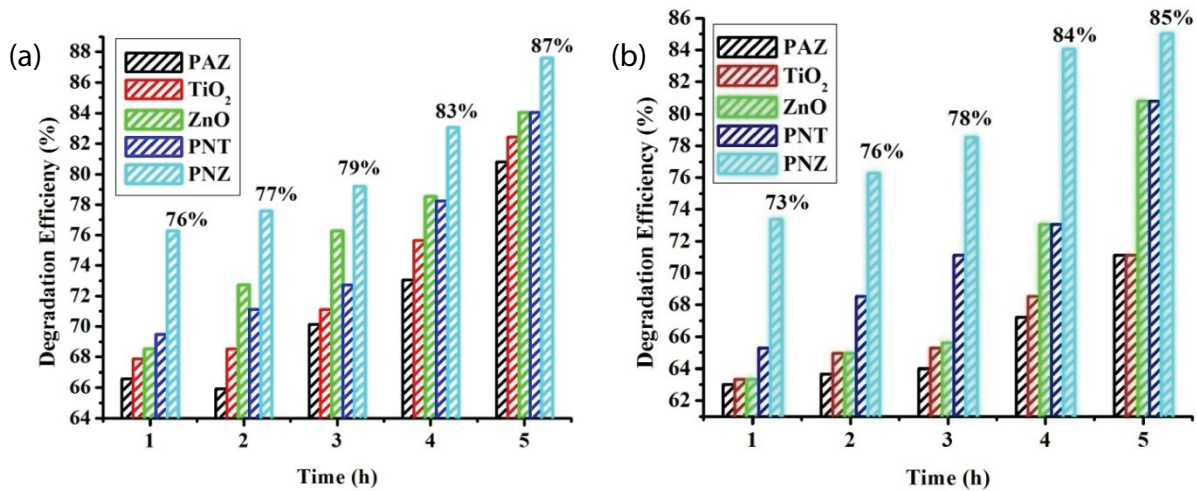 (a)
Degradation Efficieny (%)
88
86
84
82
80
78
76
74
72
70
68
66
64
PAZ
TiO₂
ZnO
PNT
PNZ
76%
77%
79%
83%
87%
1 2 3 4 5
Time (h)
(b)
Degradation Efficiency (%)
86
84
82
80
78
76
74
72
70
68
66
64
62
PAZ
TiO₂
ZnO
PNT
PNZ
73%
76%
78%
84%
85%
1 2 3 4 5
Time (h)